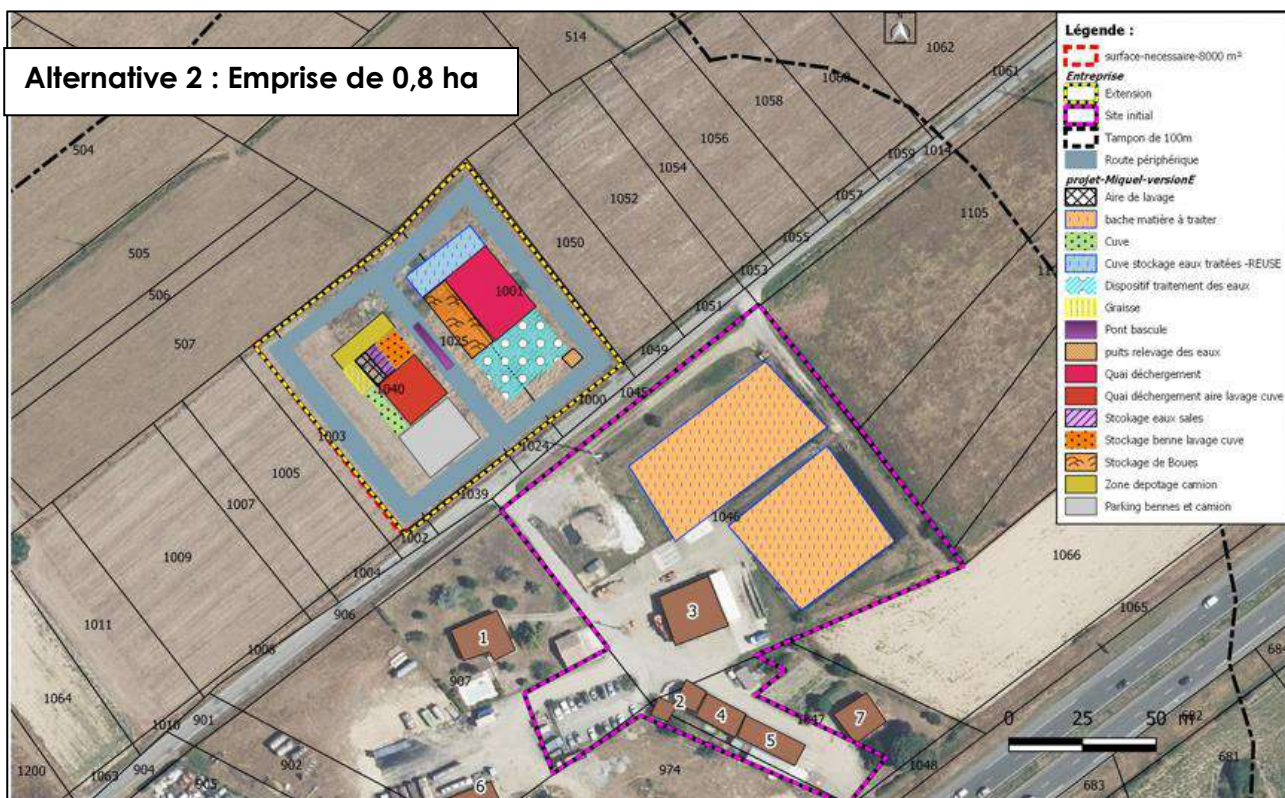 Alternative 2 : Emprise de 0,8 ha
Légende :
surface-necessaire-8000 m²
Entreprise
Extension
Site initial
Tampon de 100m
Route périphérique
projet-Miquel-versionE
Aire de lavage
bache matière à traiter
Cuve
Cuve stockage eaux traitées -REUSE
Dispositif traitement des eaux
Graisse
Pont bascule
puits relevage des eaux
Quai déchergement
Quai déchergement aire lavage cuve
Stcokage eaux sales
Stockage benne lavage cuve
Stockage de Boues
Zone depotage camion
Parking bennes et camion
514
1062
1060
1061
1058
504
1056
1059
1014
1054
1057
1052
1105
505
1050
1055
1053
506
1001
1051
507
1025
1049
1045
1040
1000
1003
1024
1005
1039
1046
1007
1002
1066
1009
1004
3
1065
906
1
1011
1008
907
684
1064
2
4
7
1010
901
5
1047
0 25 50 m
682
902
1048
681
1200
1063
904
905
6
974
683